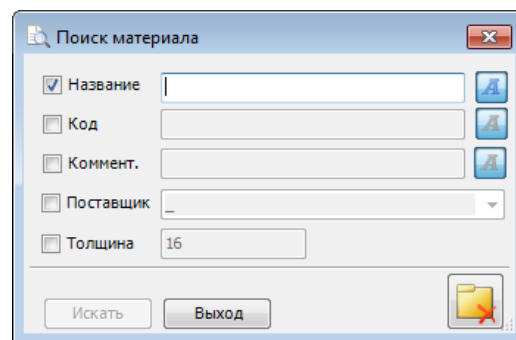 Поиск материала
Название
A
Код
A
Коммент.
A
Поставщик _
Толщина 16
Искать Выход